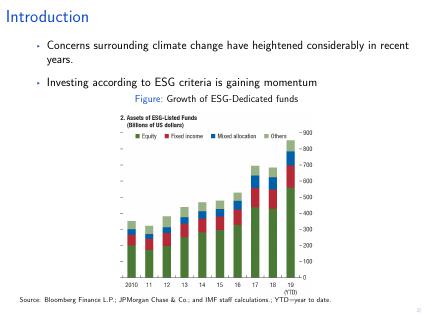 Introduction
Concerns surrounding climate change have heightened considerably in recent
years.
Investing according to ESG criteria is gaining momentum
Figure: Growth of ESG-Dedicated funds
2. Assets of ESG-Listed Funds
(Billions of US dollars)
Equity Fixed income Mixed allocation Others
900
800
700
600
500
400
300
200
100
0
2010 11 12 13 14 15 16 17 18 19
(YTD)
Source: Bloomberg Finance L.P.; JPMorgan Chase & Co.; and IMF staff calculations.; YTD=year to date.